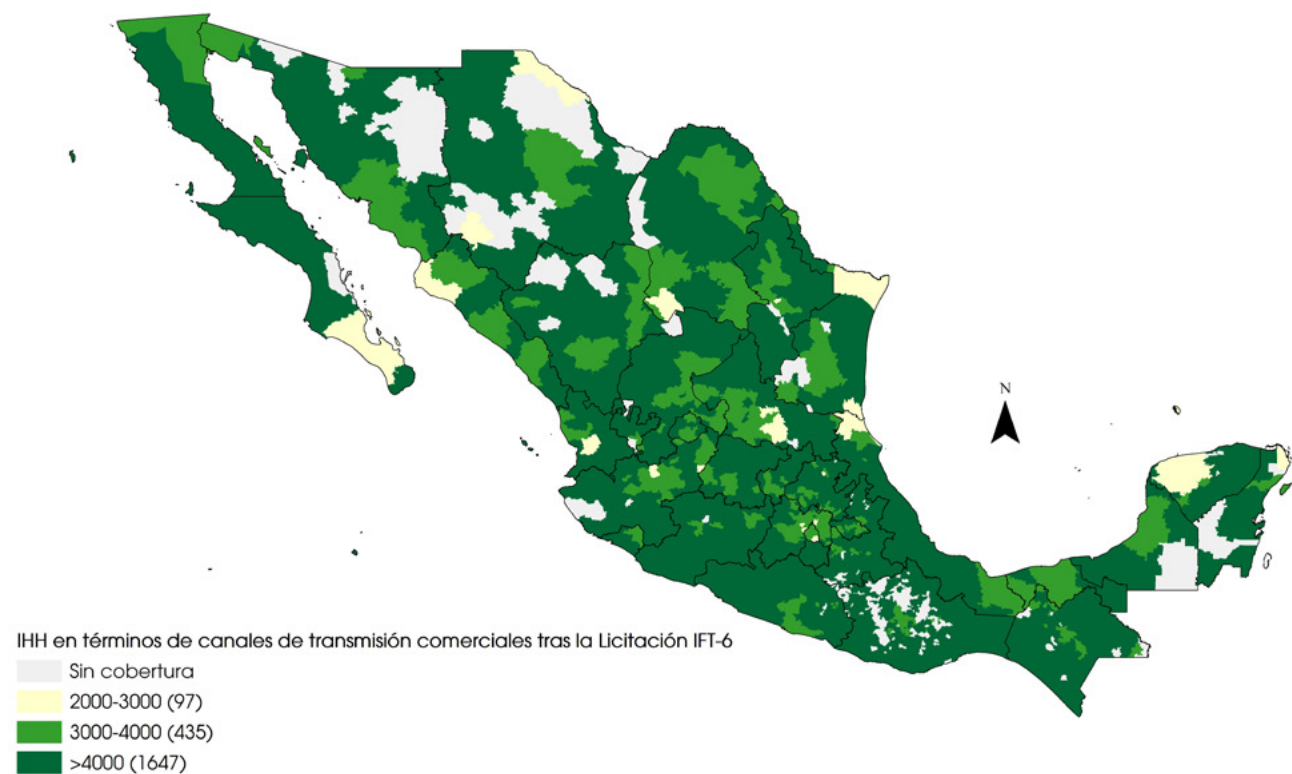 N
IHH en términos de canales de transmisión comerciales tras la Licitación IFT-6
Sin cobertura
2000-3000 (97)
3000-4000 (435)
>4000 (1647)